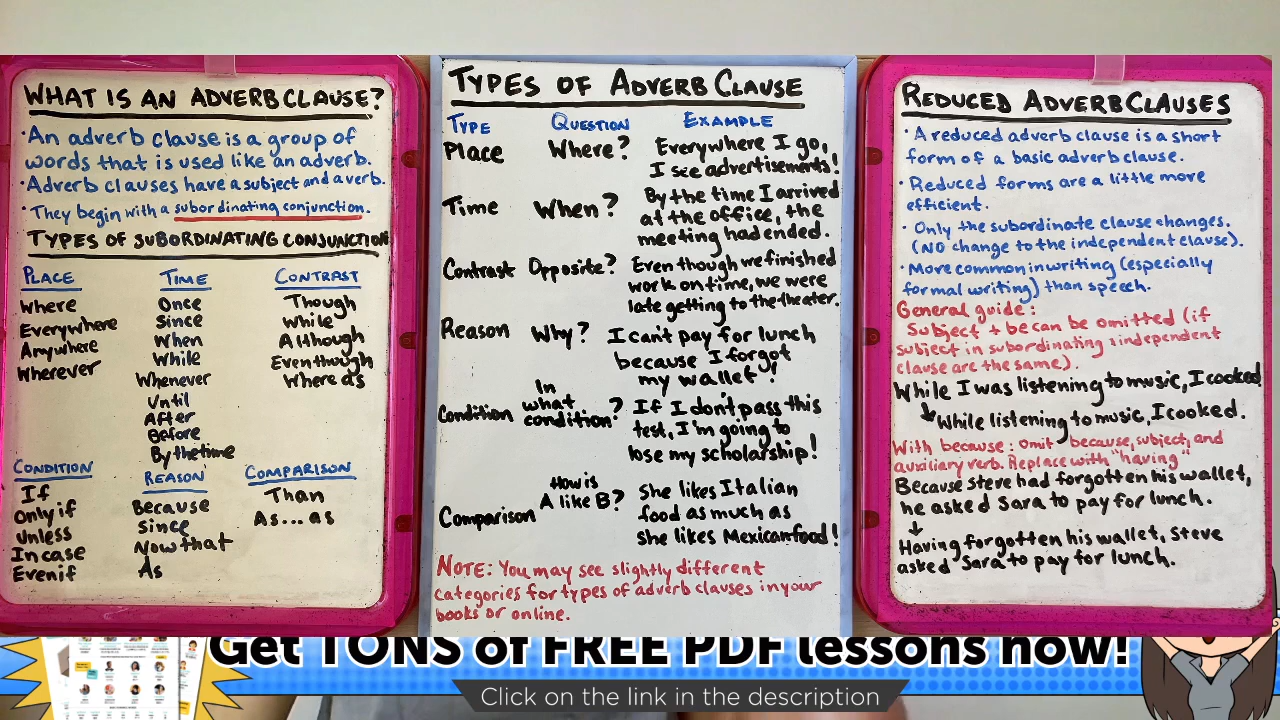 WHAT IS AN ADVERB CLAUSE?
· An adverb clause is a group of
words that is used like an adverb.
· Adverb clauses have a subject and a verb.
· They begin with a subordinating conjunction.
TYPES OF SUBORDINATING CONJUNCTION
PLACE
Where
Everywhere
Anywhere
Wherever
TIME
Once
Since
When
While
Whenever
Until
After
Before
By the time
CONTRAST
Though
While
Although
Even though
Where as
CONDITION
If
Only if
Unless
In case
Even if
REASON
Because
Since
Now that
As
COMPARISON
Than
As... as
TYPES OF ADVERB CLAUSE
TYPE QUESTION EXAMPLE
Place Where? Everywhere I go,
I see advertisements!
Time When? By the time I arrived
at the office, the
meeting had ended.
Contrast Opposite? Even though we finished
work on time, we were
late getting to the theater.
Reason Why? I can't pay for lunch
because I forgot
my wallet!
Condition In what condition? If I don't pass this
test, I'm going to
lose my scholarship!
Comparison How is A like B? She likes Italian
food as much as
she likes Mexican food!
NOTE: You may see slightly different
categories for types of adverb clauses in your
books or online.
REDUCED ADVERB CLAUSES
· A reduced adverb clause is a short
form of a basic adverb clause.
· Reduced forms are a little more
efficient.
· Only the subordinate clause changes.
(NO change to the independent clause).
· More common in writing (especially
formal writing) than speech.
General guide:
Subject + be can be omitted (if
subject in subordinating & independent
clause are the same).
While I was listening to music, I cooked
↳ While listening to music, I cooked.
With because: omit because, subject, and
auxiliary verb. Replace with "having"
Because Steve had forgotten his wallet,
he asked Sara to pay for lunch.
↓
Having forgotten his wallet, Steve
asked Sara to pay for lunch.
Get TONS of FREE PDF lessons now!
Click on the link in the description